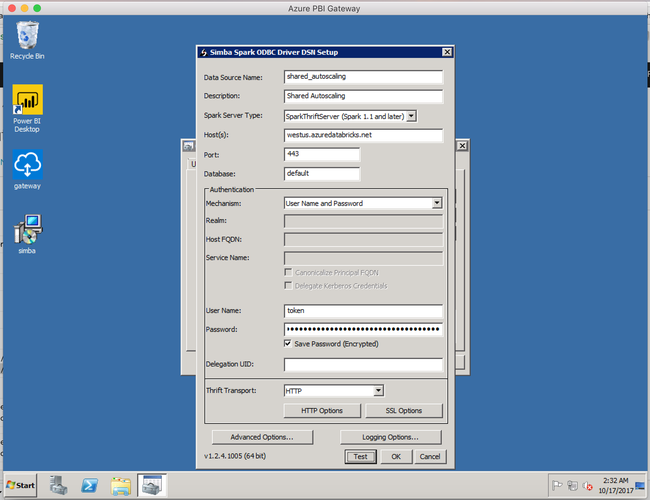 Azure PBI Gateway
Recycle Bin
Power BI
Desktop
gateway
simba
Simba Spark ODBC Driver DSN Setup
Data Source Name: shared_autoscaling
Description: Shared Autoscaling
Spark Server Type: SparkThriftServer (Spark 1.1 and later)
Host(s): westus.azuredatabricks.net
Port: 443
Database: default
Authentication
Mechanism: User Name and Password
Realm:
Host FQDN:
Service Name:
Canonicalize Principal FQDN
Delegate Kerberos Credentials
User Name: token
Password:
Save Password (Encrypted)
Delegation UID:
Thrift Transport: HTTP
HTTP Options SSL Options
Advanced Options... Logging Options...
v1.2.4.1005 (64 bit) Test OK Cancel
Start
2:32 AM
10/17/2017